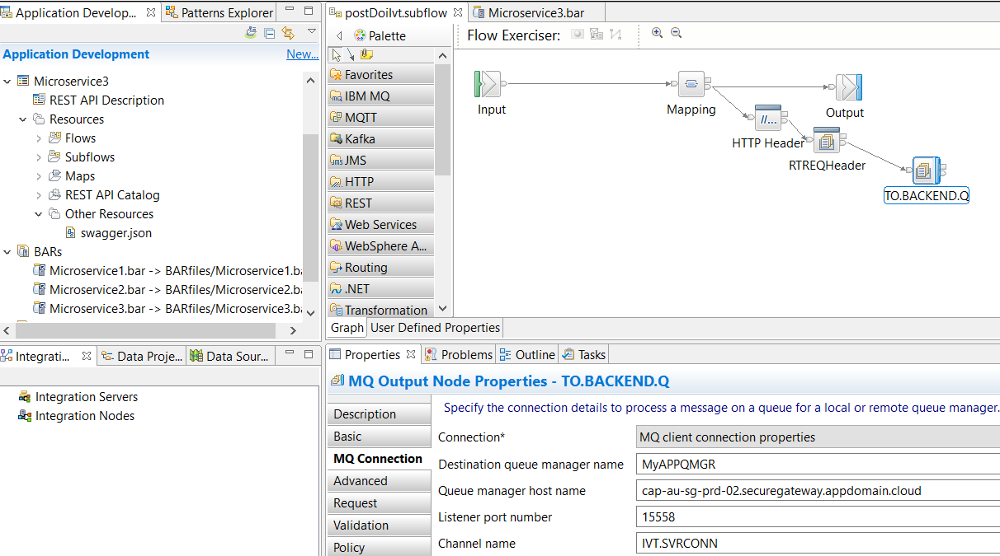 Application Develop...
Patterns Explorer
Application Development
New...
Microservice3
REST API Description
Resources
Flows
Subflows
Maps
REST API Catalog
Other Resources
swagger.json
BARs
Microservice1.bar -> BARfiles/Microservice1.ba
Microservice2.bar -> BARfiles/Microservice2.ba
Microservice3.bar -> BARfiles/Microservice3.ba
Integrati...
Data Proje...
Data Sour...
Integration Servers
Integration Nodes
postDoiIvt.subflow
Microservice3.bar
Palette
Flow Exerciser:
Favorites
IBM MQ
MQTT
Kafka
JMS
HTTP
REST
Web Services
WebSphere A...
Routing
.NET
Transformation
Input
Mapping
Output
HTTP Header
RTREQHeader
TO.BACKEND.Q
Graph
User Defined Properties
Properties
Problems
Outline
Tasks
MQ Output Node Properties - TO.BACKEND.Q
Description
Basic
MQ Connection
Advanced
Request
Validation
Policy
Specify the connection details to process a message on a queue for a local or remote queue manager.
Connection*
MQ client connection properties
Destination queue manager name
MyAPPQMGR
Queue manager host name
cap-au-sg-prd-02.securegateway.appdomain.cloud
Listener port number
15558
Channel name
IVT.SVRCONN